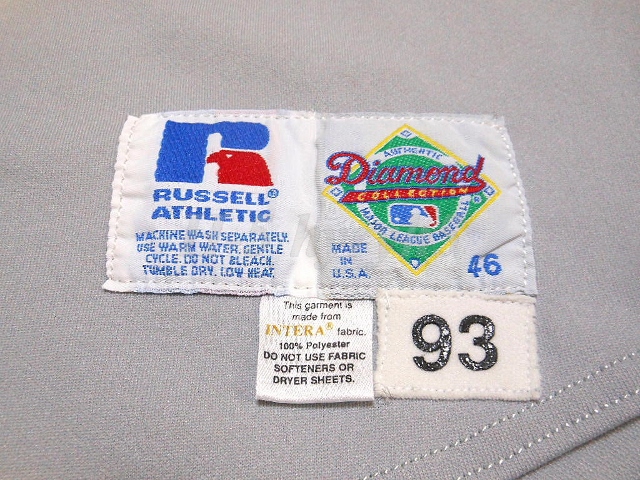 RUSSELL®
ATHLETIC
MACHINE WASH SEPARATELY.
USE WARM WATER. GENTLE
CYCLE. DO NOT BLEACH.
TUMBLE DRY. LOW HEAT.
AUTHENTIC
Diamond
COLLECTION
MAJOR LEAGUE BASEBALL
MADE
IN
U.S.A.
46
This garment is
made from
INTERA® fabric.
100% Polyester
DO NOT USE FABRIC
SOFTENERS OR
DRYER SHEETS.
93